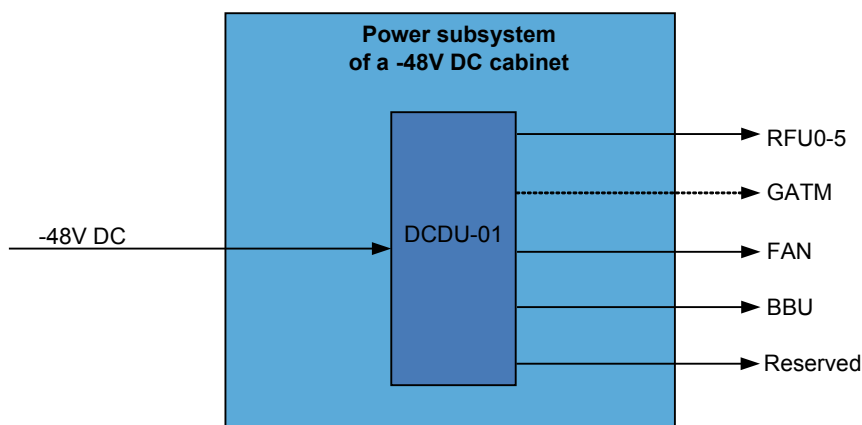 Power subsystem
of a -48V DC cabinet
RFU0-5
GATM
-48V DC
DCDU-01
FAN
BBU
Reserved